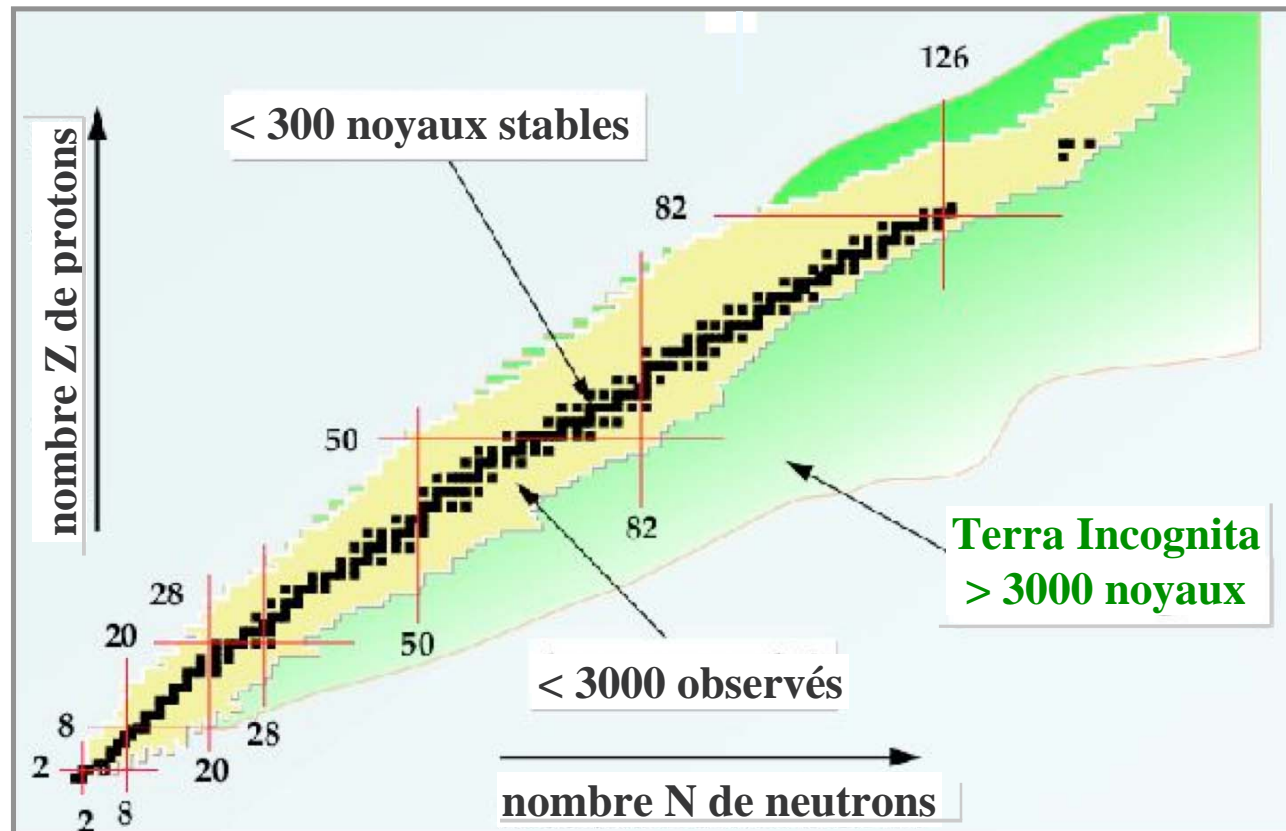 126
< 300 noyaux stables
nombre Z de protons
82
50
82
Terra Incognita
> 3000 noyaux
28
20
50
< 3000 observés
8
28
2
20
nombre N de neutrons
2
8